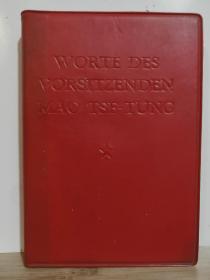 WORTE DES
VORSITZENDEN
MAO TSE-TUNG